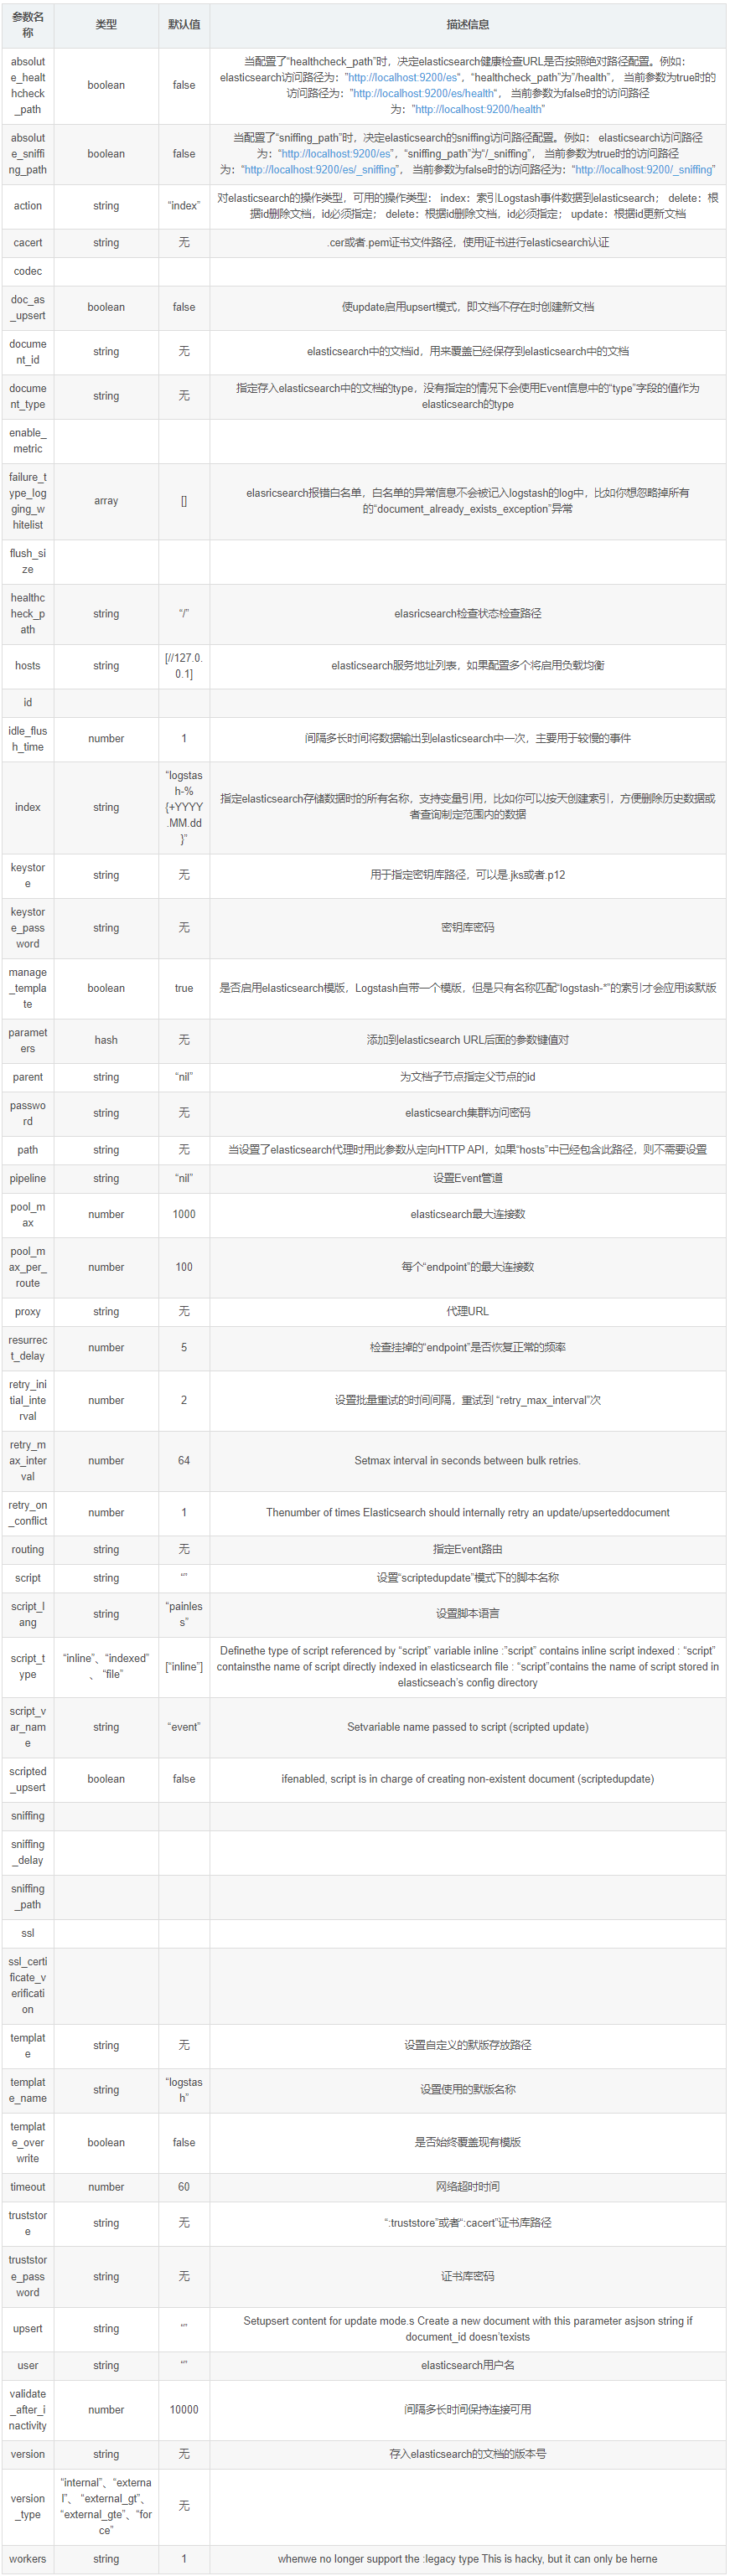 参数名称 类型 默认值 描述信息
absolute_healthcheck_path boolean false 当配置了“healthcheck_path”时，决定elasticsearch健康检查URL是否按照绝对路径配置。例如： elasticsearch访问路径为：”http://localhost:9200/es“，“healthcheck_path”为”/health”， 当前参数为true时的访问路径为：”http://localhost:9200/es/health“， 当前参数为false时的访问路径为：”http://localhost:9200/health”
absolute_sniffing_path boolean false 当配置了“sniffing_path”时，决定elasticsearch的sniffing访问路径配置。例如： elasticsearch访问路径为：“http://localhost:9200/es”，“sniffing_path”为“/_sniffing”， 当前参数为true时的访问路径为：“http://localhost:9200/es/_sniffing”， 当前参数为false时的访问路径为：“http://localhost:9200/_sniffing”
action string “index” 对elasticsearch的操作类型，可用的操作类型： index：索引Logstash事件数据到elasticsearch； delete：根据id删除文档，id必须指定； delete：根据id删除文档，id必须指定； update：根据id更新文档
cacert string 无 .cer或者.pem证书文件路径，使用证书进行elasticsearch认证
codec
doc_as_upsert boolean false 使update启用upsert模式，即文档不存在时创建新文档
document_id string 无 elasticsearch中的文档id，用来覆盖已经保存到elasticsearch中的文档
document_type string 无 指定存入elasticsearch中的文档的type，没有指定的情况下会使用Event信息中的“type”字段的值作为elasticsearch的type
enable_metric
failure_type_logging_whitelist array [] elasricsearch报错白名单，白名单的异常信息不会被记入logstash的log中，比如你想忽略掉所有的“document_already_exists_exception”异常
flush_size
healthcheck_path string “/” elasricsearch检查状态检查路径
hosts string [//127.0.0.1] elasticsearch服务地址列表，如果配置多个将启用负载均衡
id
idle_flush_time number 1 间隔多长时间将数据输出到elasticsearch中一次，主要用于较慢的事件
index string “logstash-%{+YYYY.MM.dd}” 指定elasticsearch存储数据时的所有名称，支持变量引用，比如你可以按天创建索引，方便删除历史数据或者查询制定范围内的数据
keystore string 无 用于指定密钥库路径，可以是.jks或者.p12
keystore_password string 无 密钥库密码
manage_template boolean true 是否启用elasticsearch模版，Logstash自带一个模版，但是只有名称匹配“logstash-*”的索引才会应用该默版
parameters hash 无 添加到elasticsearch URL后面的参数键值对
parent string “nil” 为文档子节点指定父节点的id
password string 无 elasticsearch集群访问密码
path string 无 当设置了elasticsearch代理时用此参数从定向HTTP API，如果“hosts”中已经包含此路径，则不需要设置
pipeline string “nil” 设置Event管道
pool_max number 1000 elasticsearch最大连接数
pool_max_per_route number 100 每个“endpoint”的最大连接数
proxy string 无 代理URL
resurrect_delay number 5 检查挂掉的“endpoint”是否恢复正常的频率
retry_initial_interval number 2 设置批量重试的时间间隔，重试到 “retry_max_interval”次
retry_max_interval number 64 Setmax interval in seconds between bulk retries.
retry_on_conflict number 1 Thenumber of times Elasticsearch should internally retry an update/upserteddocument
routing string 无 指定Event路由
script string “” 设置“scriptedupdate”模式下的脚本名称
script_lang string “painless” 设置脚本语言
script_type “inline”、“indexed”、 “file” [“inline”] Definethe type of script referenced by “script” variable inline :”script” contains inline script indexed : “script” containsthe name of script directly indexed in elasticsearch file : “script”contains the name of script stored in elasticseach’s config directory
script_var_name string “event” Setvariable name passed to script (scripted update)
scripted_upsert boolean false ifenabled, script is in charge of creating non-existent document (scriptedupdate)
sniffing
sniffing_delay
sniffing_path
ssl
ssl_certificate_verification
template string 无 设置自定义的默版存放路径
template_name string “logstash” 设置使用的默版名称
template_overwrite boolean false 是否始终覆盖现有模版
timeout number 60 网络超时时间
truststore string 无 “:truststore”或者“:cacert”证书库路径
truststore_password string 无 证书库密码
upsert string “” Setupsert content for update mode.s Create a new document with this parameter asjson string if document_id doesn’texists
user string “” elasticsearch用户名
validate_after_inactivity number 10000 间隔多长时间保持连接可用
version string 无 存入elasticsearch的文档的版本号
version_type “internal”、“external”、 “external_gt”、 “external_gte”、“force” 无
workers string 1 whenwe no longer support the :legacy type This is hacky, but it can only be herne